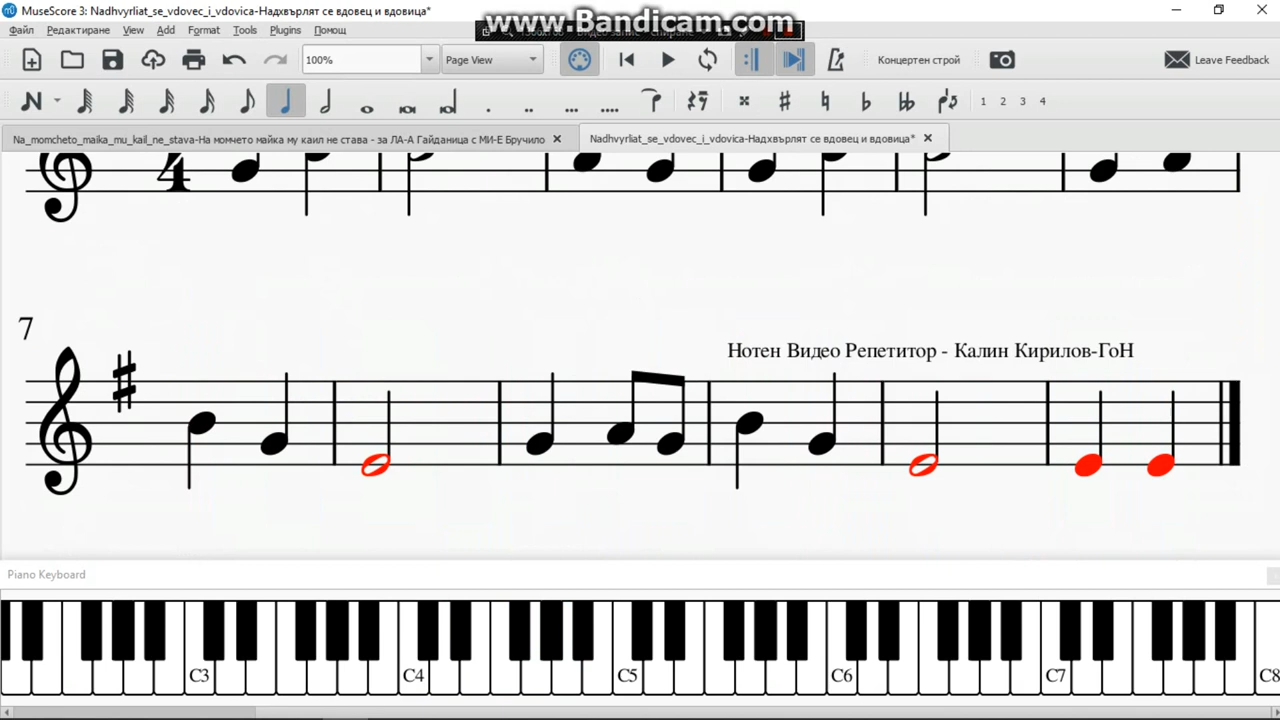 MuseScore 3: Nadhvyrliat_se_vdovec_i_vdovica-Надхвърлят се вдовец и вдовица*
www.Bandicam.com
Файл Редактиране View Add Format Tools Plugins Помощ
100% Page View Концертен строй Leave Feedback
1 2 3 4
Na_momcheto_maika_mu_kail_ne_stava-На момчето майка му каил не става - за ЛА-А Гайданица с МИ-Е Бручило
Nadhvyrliat_se_vdovec_i_vdovica-Надхвърлят се вдовец и вдовица*
4
7
Нотен Видео Репетитор - Калин Кирилов-ГоН
Piano Keyboard
C3 C4 C5 C6 C7 C8